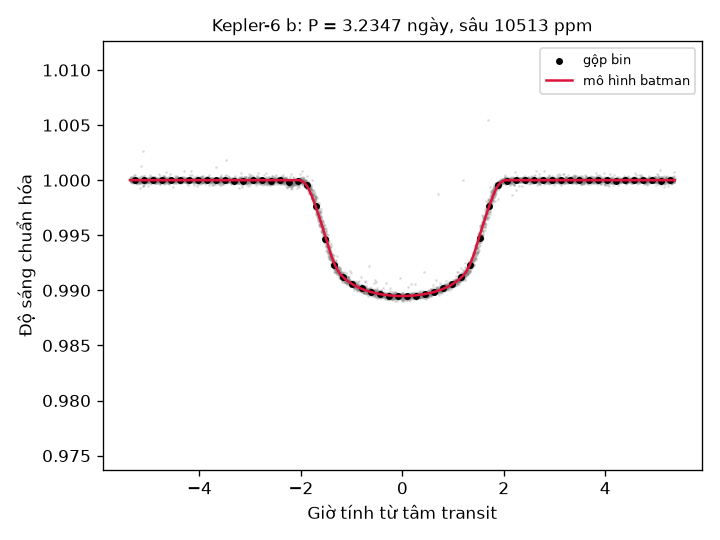 Kepler-6 b: P = 3.2347 ngày, sâu 10513 ppm
gộp bin
mô hình batman
1.010
1.005
1.000
0.995
0.990
0.985
0.980
0.975
Độ sáng chuẩn hóa
−4
−2
0
2
4
Giờ tính từ tâm transit